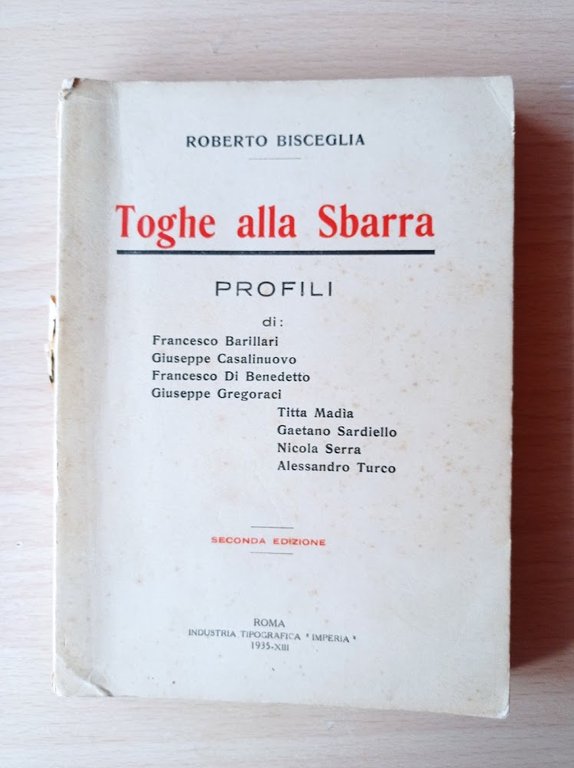 ROBERTO BISCEGLIA
Toghe alla Sbarra
PROFILI
di:
Francesco Barillari
Giuseppe Casalinuovo
Francesco Di Benedetto
Giuseppe Gregoraci
Titta Madìa
Gaetano Sardiello
Nicola Serra
Alessandro Turco
SECONDA EDIZIONE
ROMA
INDUSTRIA TIPOGRAFICA "IMPERIA"
1935-XIII